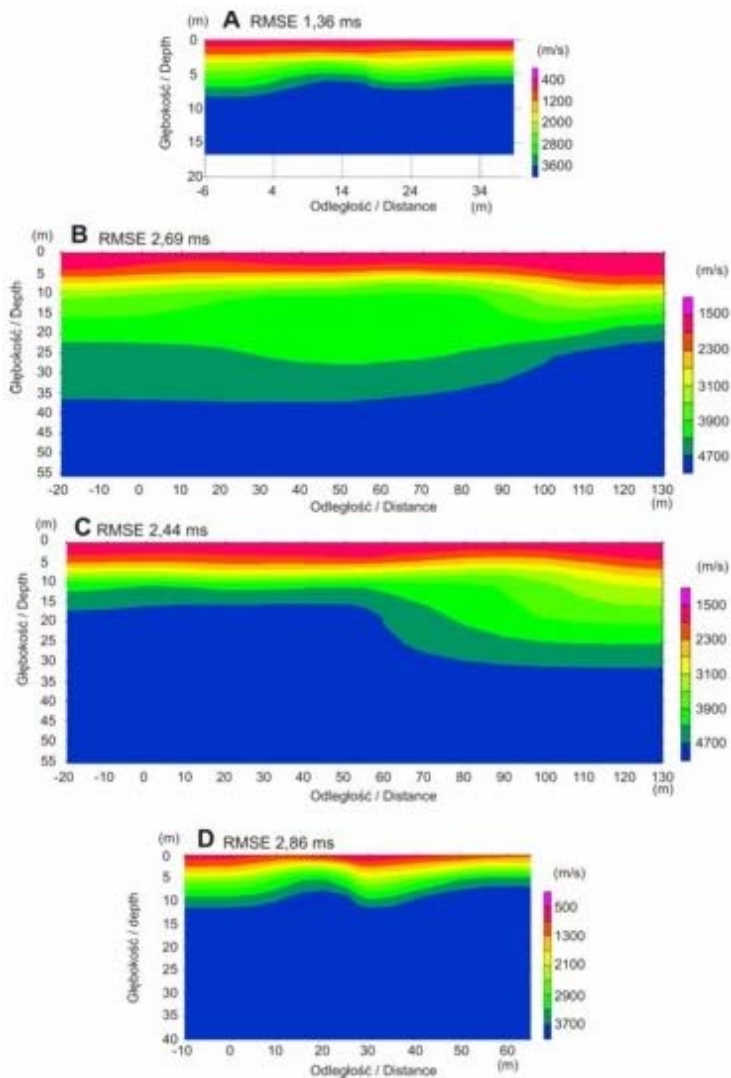 (m) A RMSE 1,36 ms
0
5
10
15
20
Głębokość / Depth
-6 4 14 24 34
Odległość / Distance (m)
(m/s)
400
1200
2000
2800
3600
(m) B RMSE 2,69 ms
0
5
10
15
20
25
30
35
40
45
50
55
Głębokość / Depth
-20 -10 0 10 20 30 40 50 60 70 80 90 100 110 120 130
Odległość / Distance (m)
(m/s)
1500
2300
3100
3900
4700
(m) C RMSE 2,44 ms
0
5
10
15
20
25
30
35
40
45
50
55
Głębokość / Depth
-20 -10 0 10 20 30 40 50 60 70 80 90 100 110 120 130
Odległość / Distance (m)
(m/s)
1500
2300
3100
3900
4700
(m) D RMSE 2,86 ms
0
5
10
15
20
25
30
35
40
Głębokość / depth
-10 0 10 20 30 40 50 60
Odległość / Distance (m)
(m/s)
500
1300
2100
2900
3700